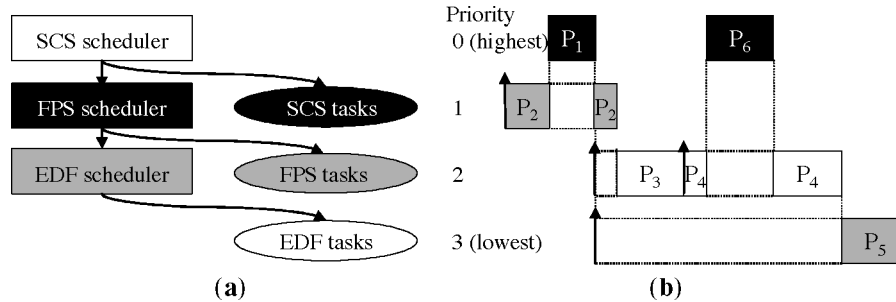 SCS scheduler
FPS scheduler
SCS tasks
EDF scheduler
FPS tasks
EDF tasks
(a)
Priority
0 (highest)
P1
P6
1
P2
P2
2
P3
P4
P4
3 (lowest)
P5
(b)